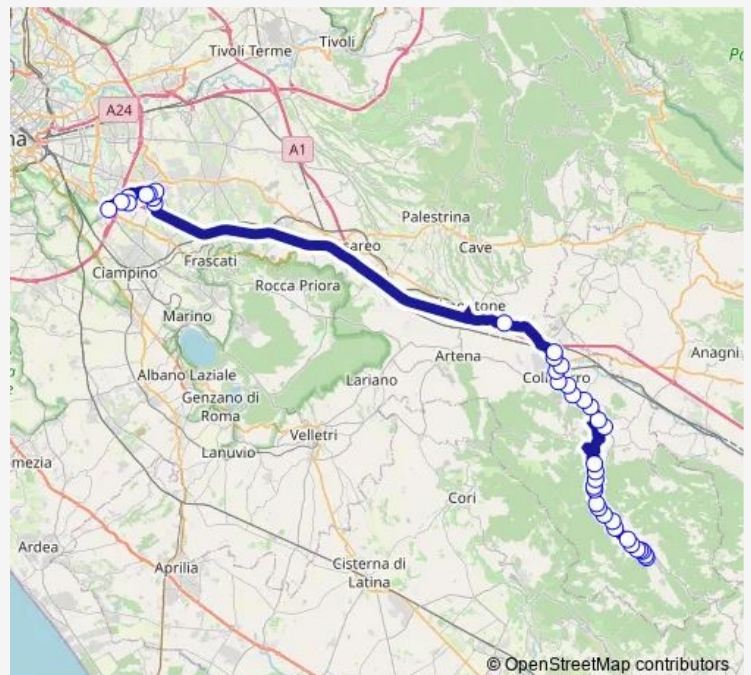 Tivoli Terme
Tivoli
A24
A1
Palestrina
Cave
Frascati
Ciampino
Rocca Priora
Marino
Artena
Anagni
Albano Laziale
Lariano
Genzano di
Roma
Velletri
Lanuvio
Cori
Ardea
Aprilia
Cisterna di
Latina
© OpenStreetMap contributors